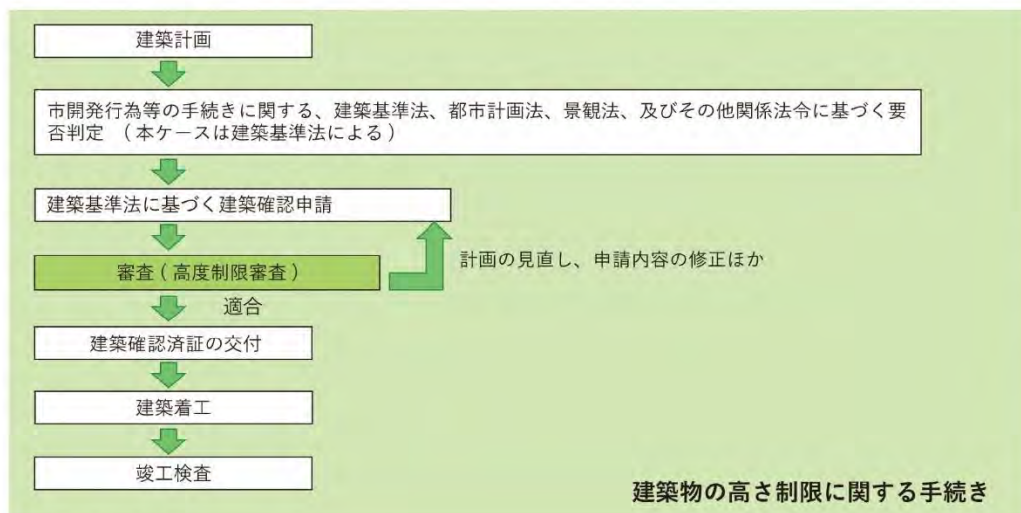 建築計画
市開発行為等の手続きに関する、建築基準法、都市計画法、景観法、及びその他関係法令に基づく要
否判定 （本ケースは建築基準法による）
建築基準法に基づく建築確認申請
審査（高度制限審査）
計画の見直し、申請内容の修正ほか
適合
建築確認済証の交付
建築着工
竣工検査
建築物の高さ制限に関する手続き